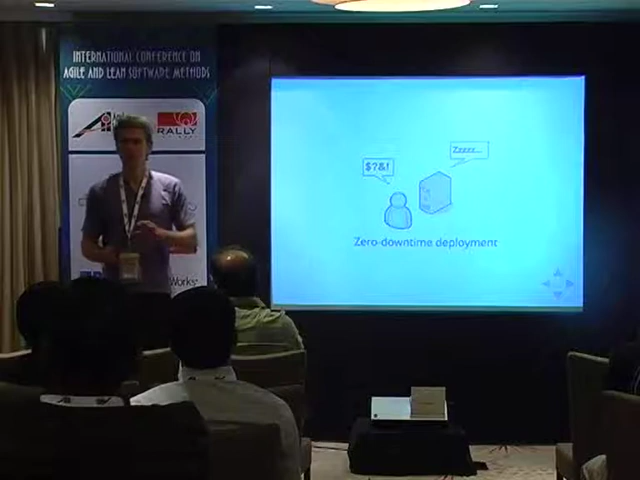 INTERNATIONAL CONFERENCE ON
AGILE AND LEAN SOFTWARE METHODS
RALLY
Works
$?&!
Zzzzz...
Zero-downtime deployment